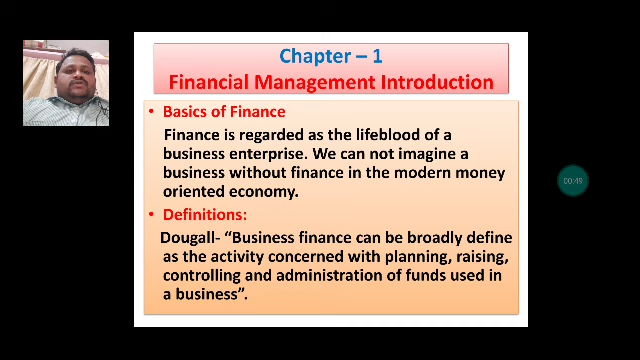 Chapter – 1
Financial Management Introduction
• Basics of Finance
Finance is regarded as the lifeblood of a
business enterprise. We can not imagine a
business without finance in the modern money
oriented economy.
• Definitions:
Dougall- “Business finance can be broadly define
as the activity concerned with planning, raising,
controlling and administration of funds used in
a business”.
00:49